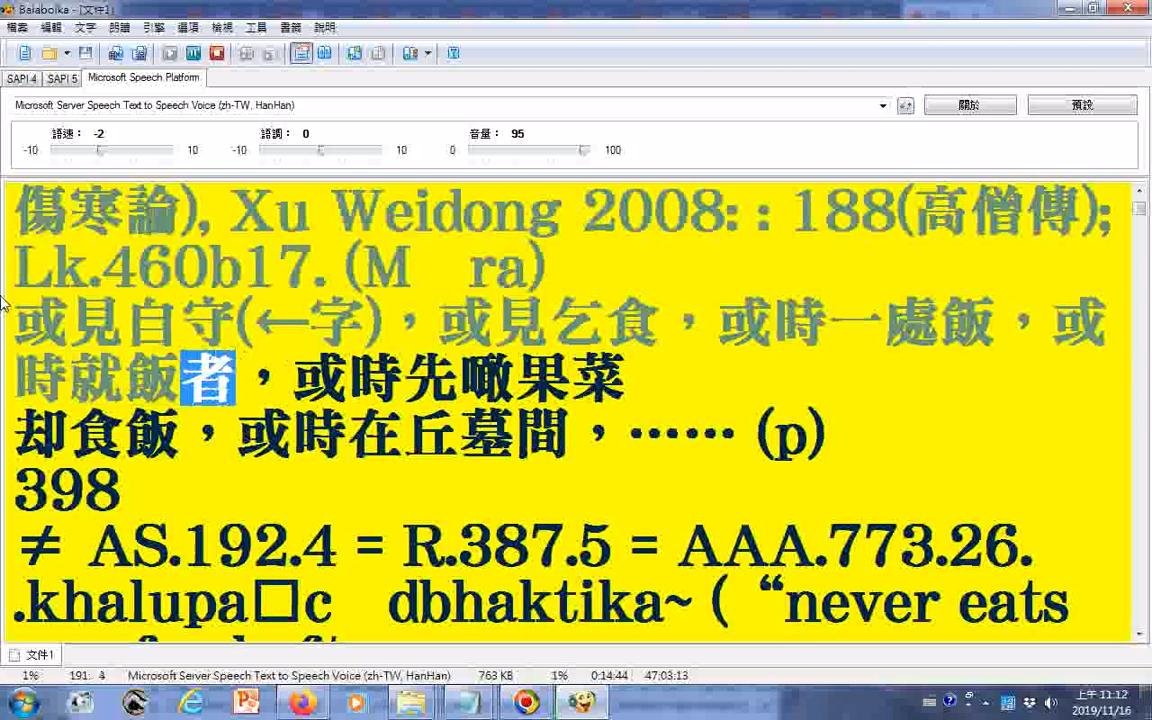 Balabolka - [文件1]
檔案 編輯 文字 朗讀 引擎 選項 檢視 工具 書籤 說明
SAPI 4 SAPI 5 Microsoft Speech Platform
Microsoft Server Speech Text to Speech Voice (zh-TW, HanHan) 關於 預設
語速: -2 語調: 0 音量: 95
-10 10 -10 10 0 100
傷寒論), Xu Weidong 2008: : 188(高僧傳);
Lk.460b17. (M ra)
或見自守(←字),或見乞食,或時一處飯,或
時就飯者,或時先噉果菜
却食飯,或時在丘墓間,…… (p)
398
≠ AS.192.4 = R.387.5 = AAA.773.26.
.khalupa□c dbhaktika~ ( “never eats
文件1
1% 191: 4 Microsoft Server Speech Text to Speech Voice (zh-TW, HanHan) 763 KB 1% 0:14:44 47:03:13
上午 11:12
2019/11/16